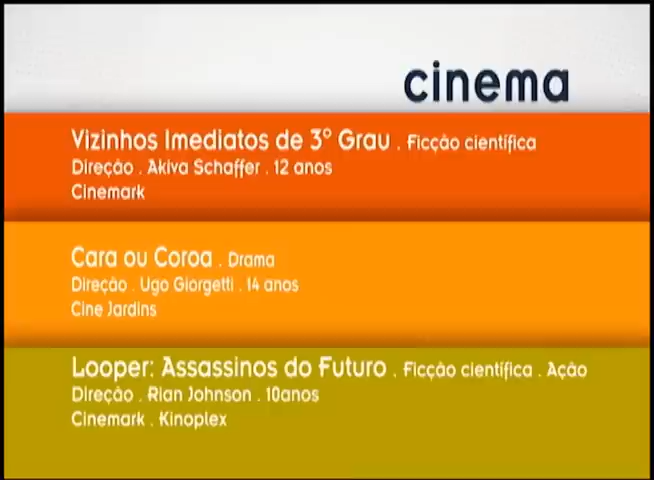 cinema
Vizinhos Imediatos de 3º Grau . Ficção científica
Direção . Akiva Schaffer . 12 anos
Cinemark
Cara ou Coroa . Drama
Direção . Ugo Giorgetti . 14 anos
Cine Jardins
Looper: Assassinos do Futuro . Ficção científica . Ação
Direção . Rian Johnson . 10anos
Cinemark . Kinoplex